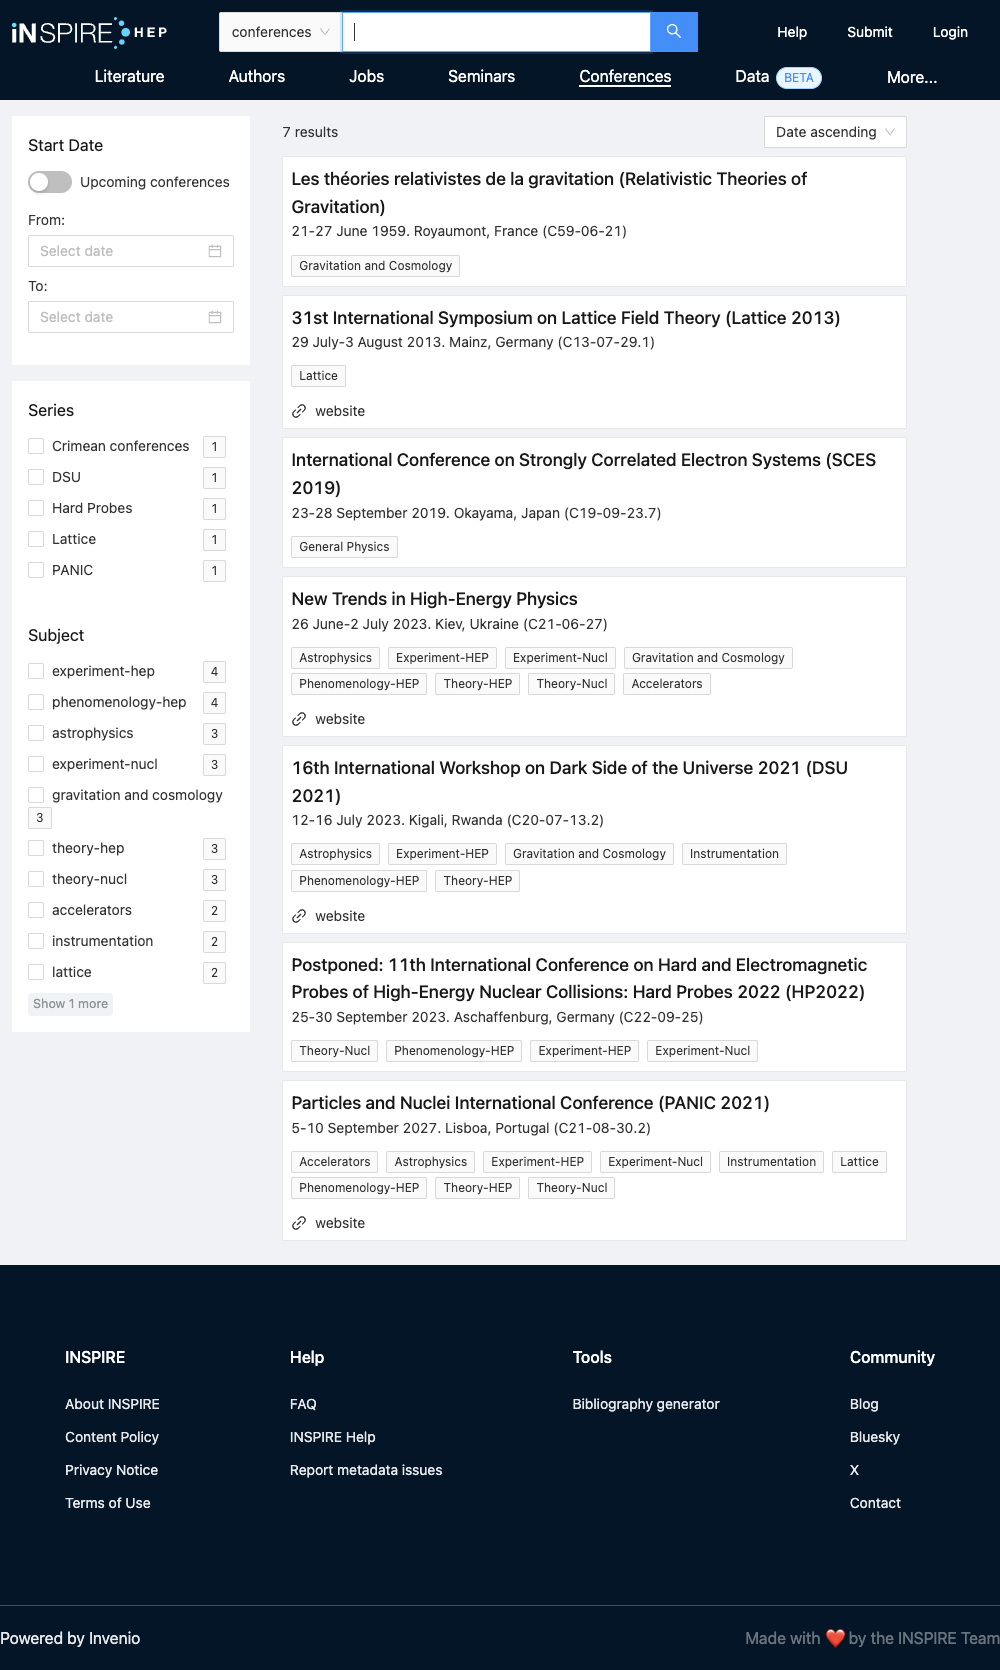 iNSPIRE HEP
conferences
Help
Submit
Login
Literature
Authors
Jobs
Seminars
Conferences
Data BETA
More...
Start Date
Upcoming conferences
From:
Select date
To:
Select date
Series
Crimean conferences 1
DSU 1
Hard Probes 1
Lattice 1
PANIC 1
Subject
experiment-hep 4
phenomenology-hep 4
astrophysics 3
experiment-nucl 3
gravitation and cosmology
3
theory-hep 3
theory-nucl 3
accelerators 2
instrumentation 2
lattice 2
Show 1 more
7 results
Date ascending
Les théories relativistes de la gravitation (Relativistic Theories of
Gravitation)
21-27 June 1959. Royaumont, France (C59-06-21)
Gravitation and Cosmology
31st International Symposium on Lattice Field Theory (Lattice 2013)
29 July-3 August 2013. Mainz, Germany (C13-07-29.1)
Lattice
website
International Conference on Strongly Correlated Electron Systems (SCES
2019)
23-28 September 2019. Okayama, Japan (C19-09-23.7)
General Physics
New Trends in High-Energy Physics
26 June-2 July 2023. Kiev, Ukraine (C21-06-27)
Astrophysics Experiment-HEP Experiment-Nucl Gravitation and Cosmology
Phenomenology-HEP Theory-HEP Theory-Nucl Accelerators
website
16th International Workshop on Dark Side of the Universe 2021 (DSU
2021)
12-16 July 2023. Kigali, Rwanda (C20-07-13.2)
Astrophysics Experiment-HEP Gravitation and Cosmology Instrumentation
Phenomenology-HEP Theory-HEP
website
Postponed: 11th International Conference on Hard and Electromagnetic
Probes of High-Energy Nuclear Collisions: Hard Probes 2022 (HP2022)
25-30 September 2023. Aschaffenburg, Germany (C22-09-25)
Theory-Nucl Phenomenology-HEP Experiment-HEP Experiment-Nucl
Particles and Nuclei International Conference (PANIC 2021)
5-10 September 2027. Lisboa, Portugal (C21-08-30.2)
Accelerators Astrophysics Experiment-HEP Experiment-Nucl Instrumentation Lattice
Phenomenology-HEP Theory-HEP Theory-Nucl
website
INSPIRE
About INSPIRE
Content Policy
Privacy Notice
Terms of Use
Help
FAQ
INSPIRE Help
Report metadata issues
Tools
Bibliography generator
Community
Blog
Bluesky
X
Contact
Powered by Invenio
Made with ❤️ by the INSPIRE Team